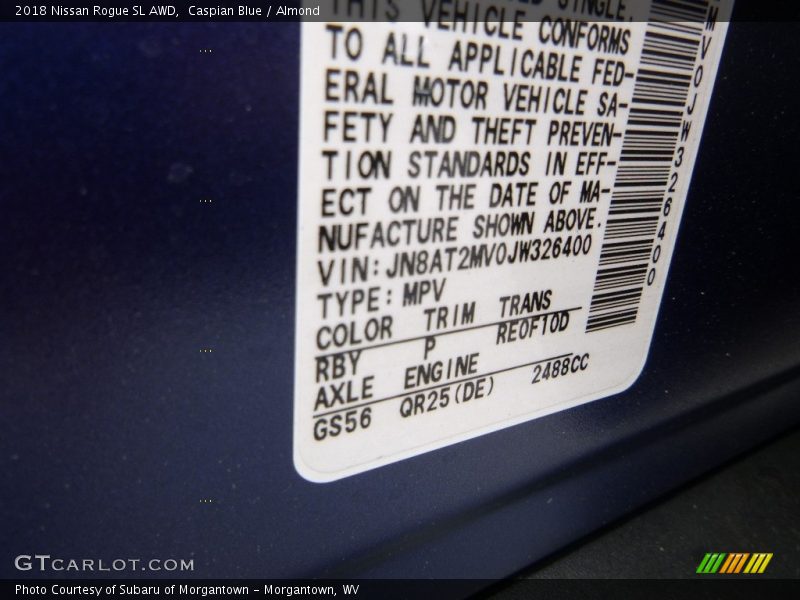 2018 Nissan Rogue SL AWD, Caspian Blue / Almond
SINGLE,
THIS VEHICLE CONFORMS
TO ALL APPLICABLE FED-
ERAL MOTOR VEHICLE SA-
FETY AND THEFT PREVEN-
TION STANDARDS IN EFF-
ECT ON THE DATE OF MA-
NUFACTURE SHOWN ABOVE.
VIN:JN8AT2MV0JW326400
TYPE:MPV
COLOR TRIM TRANS
RBY P RE0F10D
AXLE ENGINE
GS56 QR25(DE) 2488CC
MV0JW326400
GTCARLOT.COM
Photo Courtesy of Subaru of Morgantown - Morgantown, WV